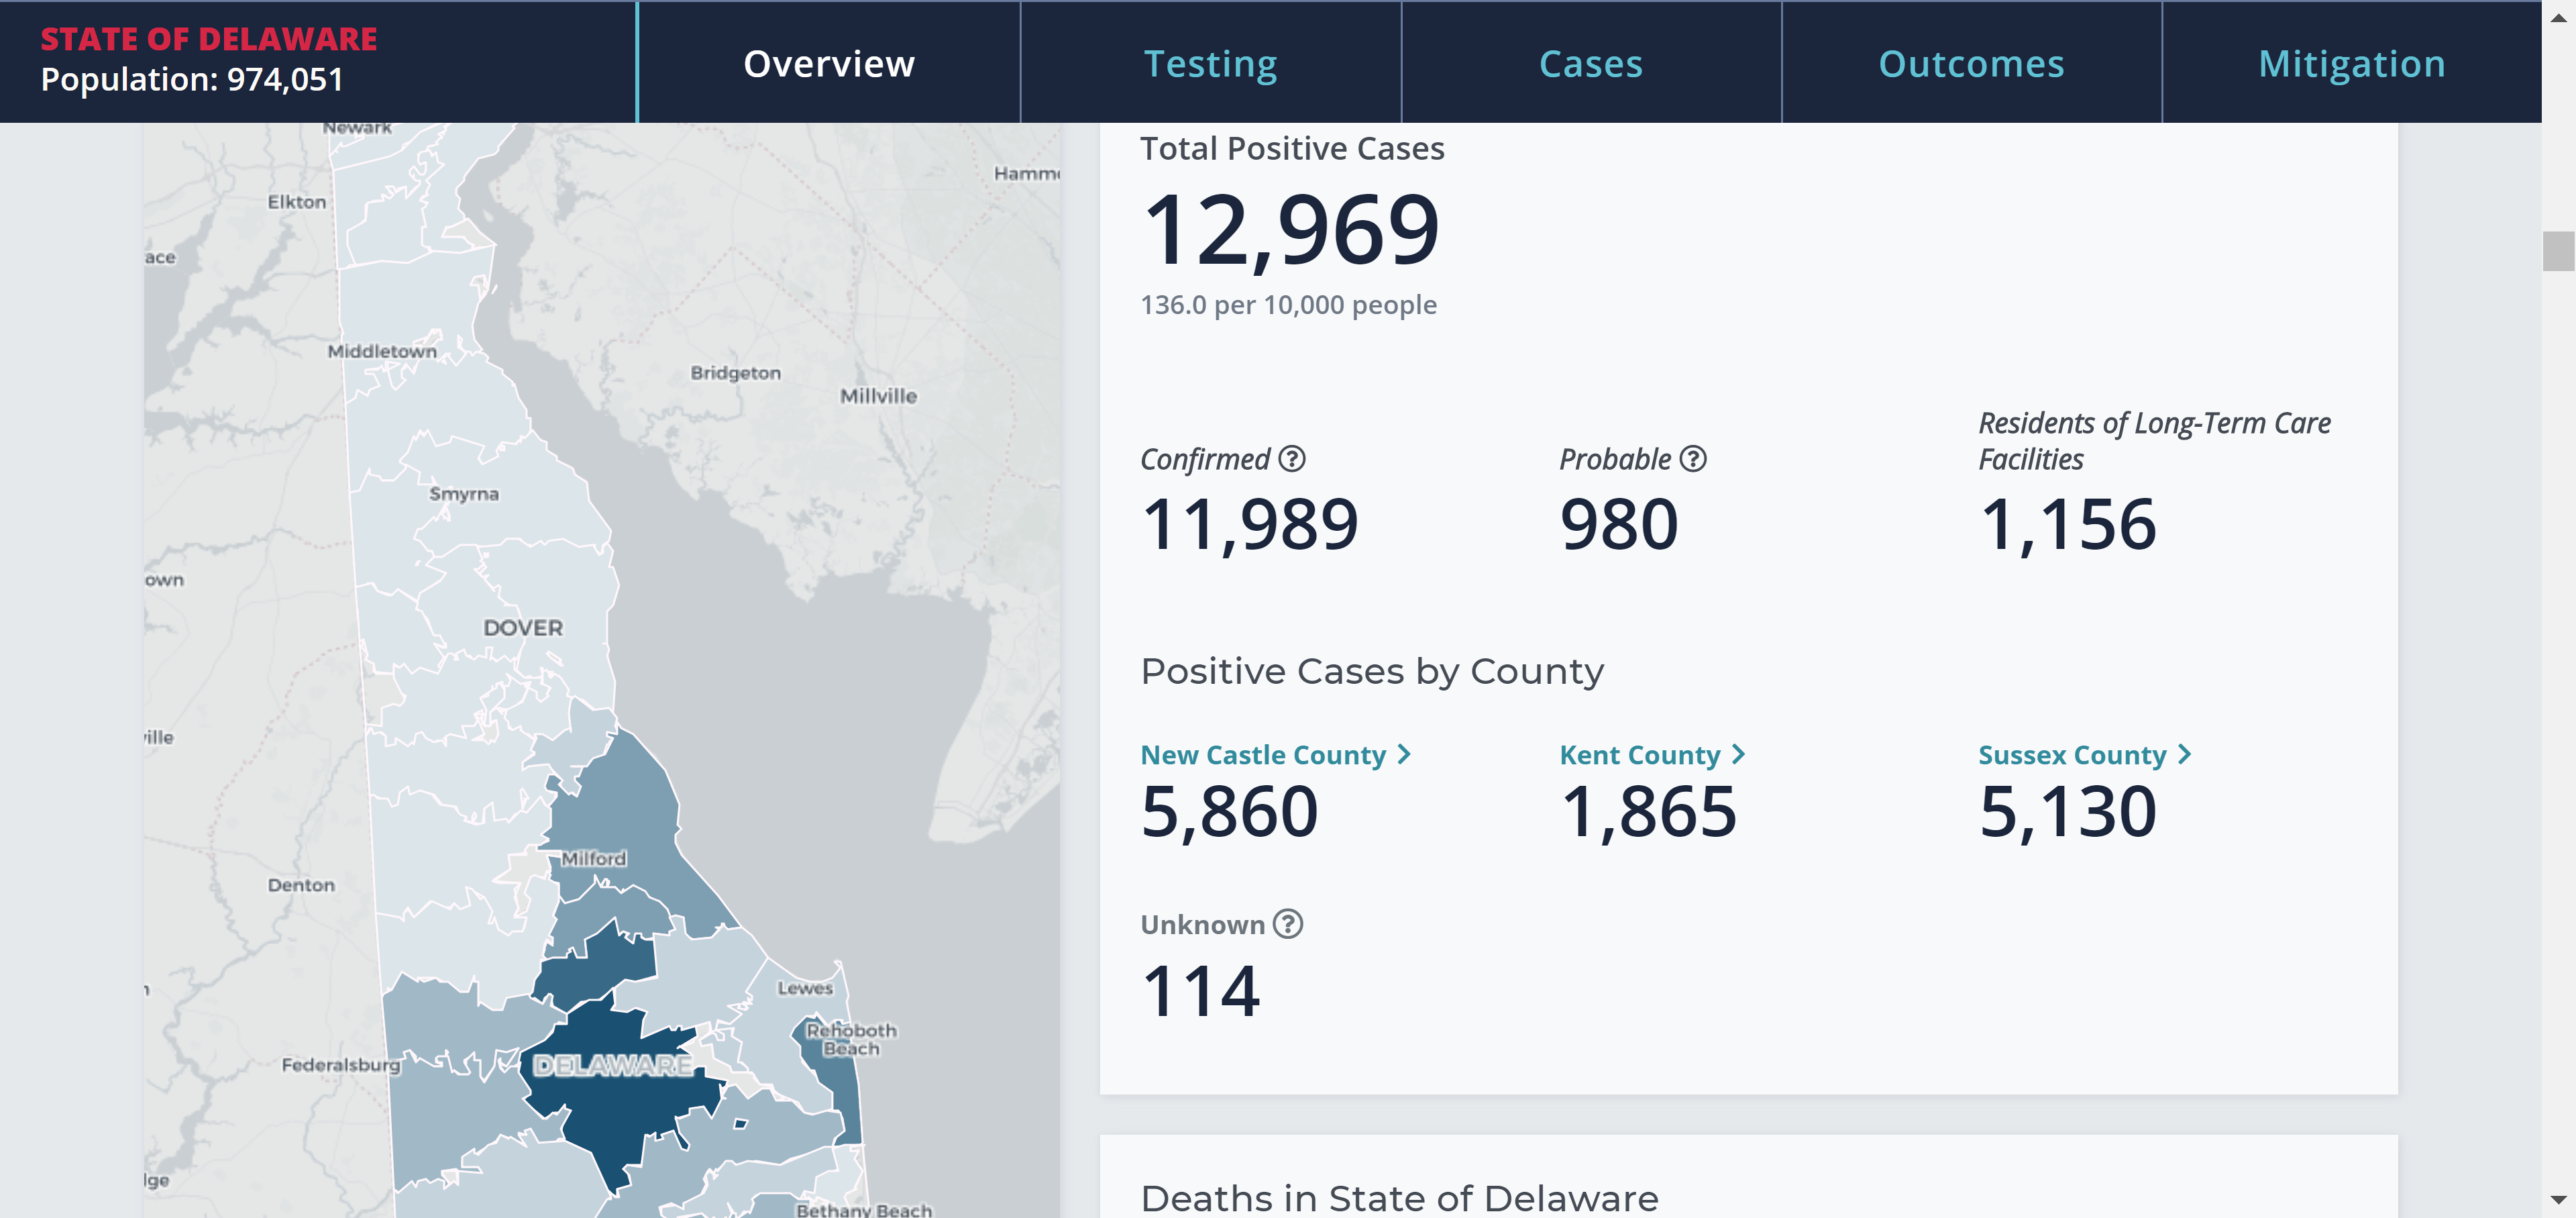 STATE OF DELAWARE
Population: 974,051
Overview
Testing
Cases
Outcomes
Mitigation
Newark
Elkton
Hamm
ace
Middletown
Bridgeton
Millville
Smyrna
own
DOVER
ville
Milford
Denton
Lewes
Rehoboth
Beach
Federalsburg
DELAWARE
lge
Bethany Beach
Total Positive Cases
12,969
136.0 per 10,000 people
Confirmed ?
11,989
Probable ?
980
Residents of Long-Term Care
Facilities
1,156
Positive Cases by County
New Castle County >
5,860
Kent County >
1,865
Sussex County >
5,130
Unknown ?
114
Deaths in State of Delaware